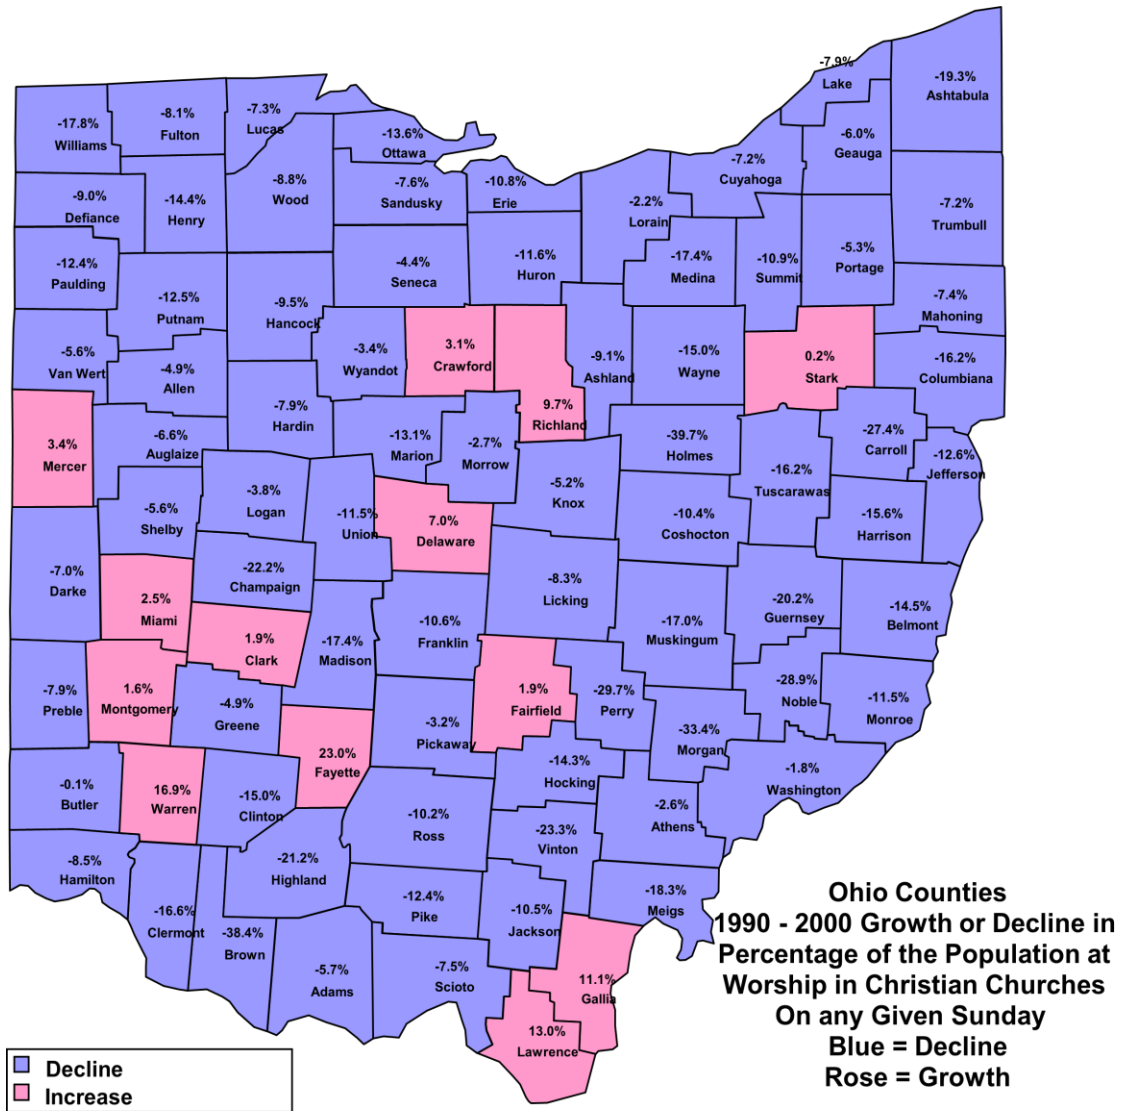 -7.9%
Lake
-19.3%
Ashtabula
-17.8%
Williams
-8.1%
Fulton
-7.3%
Lucas
-13.6%
Ottawa
-6.0%
Geauga
-7.2%
Cuyahoga
-9.0%
Defiance
-14.4%
Henry
-8.8%
Wood
-7.6%
Sandusky
-10.8%
Erie
-2.2%
Lorain
-7.2%
Trumbull
-12.4%
Paulding
-12.5%
Putnam
-9.5%
Hancock
-4.4%
Seneca
-11.6%
Huron
-17.4%
Medina
-10.9%
Summit
-5.3%
Portage
-7.4%
Mahoning
-5.6%
Van Wert
-4.9%
Allen
-3.4%
Wyandot
3.1%
Crawford
9.7%
Richland
-9.1%
Ashland
-15.0%
Wayne
0.2%
Stark
-16.2%
Columbiana
3.4%
Mercer
-6.6%
Auglaize
-7.9%
Hardin
-13.1%
Marion
-2.7%
Morrow
-39.7%
Holmes
-27.4%
Carroll
-12.6%
Jefferson
-5.6%
Shelby
-3.8%
Logan
-11.5%
Union
7.0%
Delaware
-5.2%
Knox
-10.4%
Coshocton
-16.2%
Tuscarawas
-15.6%
Harrison
-7.0%
Darke
2.5%
Miami
-22.2%
Champaign
-8.3%
Licking
-20.2%
Guernsey
-14.5%
Belmont
1.9%
Clark
-17.4%
Madison
-10.6%
Franklin
-17.0%
Muskingum
-7.9%
Preble
1.6%
Montgomery
-4.9%
Greene
-3.2%
Pickaway
1.9%
Fairfield
-29.7%
Perry
-33.4%
Morgan
-28.9%
Noble
-11.5%
Monroe
-0.1%
Butler
16.9%
Warren
-15.0%
Clinton
23.0%
Fayette
-10.2%
Ross
-14.3%
Hocking
-2.6%
Athens
-1.8%
Washington
-8.5%
Hamilton
-21.2%
Highland
-23.3%
Vinton
-16.6%
Clermont
-38.4%
Brown
-12.4%
Pike
-10.5%
Jackson
-18.3%
Meigs
-5.7%
Adams
-7.5%
Scioto
11.1%
Gallia
13.0%
Lawrence
Ohio Counties
1990 - 2000 Growth or Decline in
Percentage of the Population at
Worship in Christian Churches
On any Given Sunday
Blue = Decline
Rose = Growth
Decline
Increase